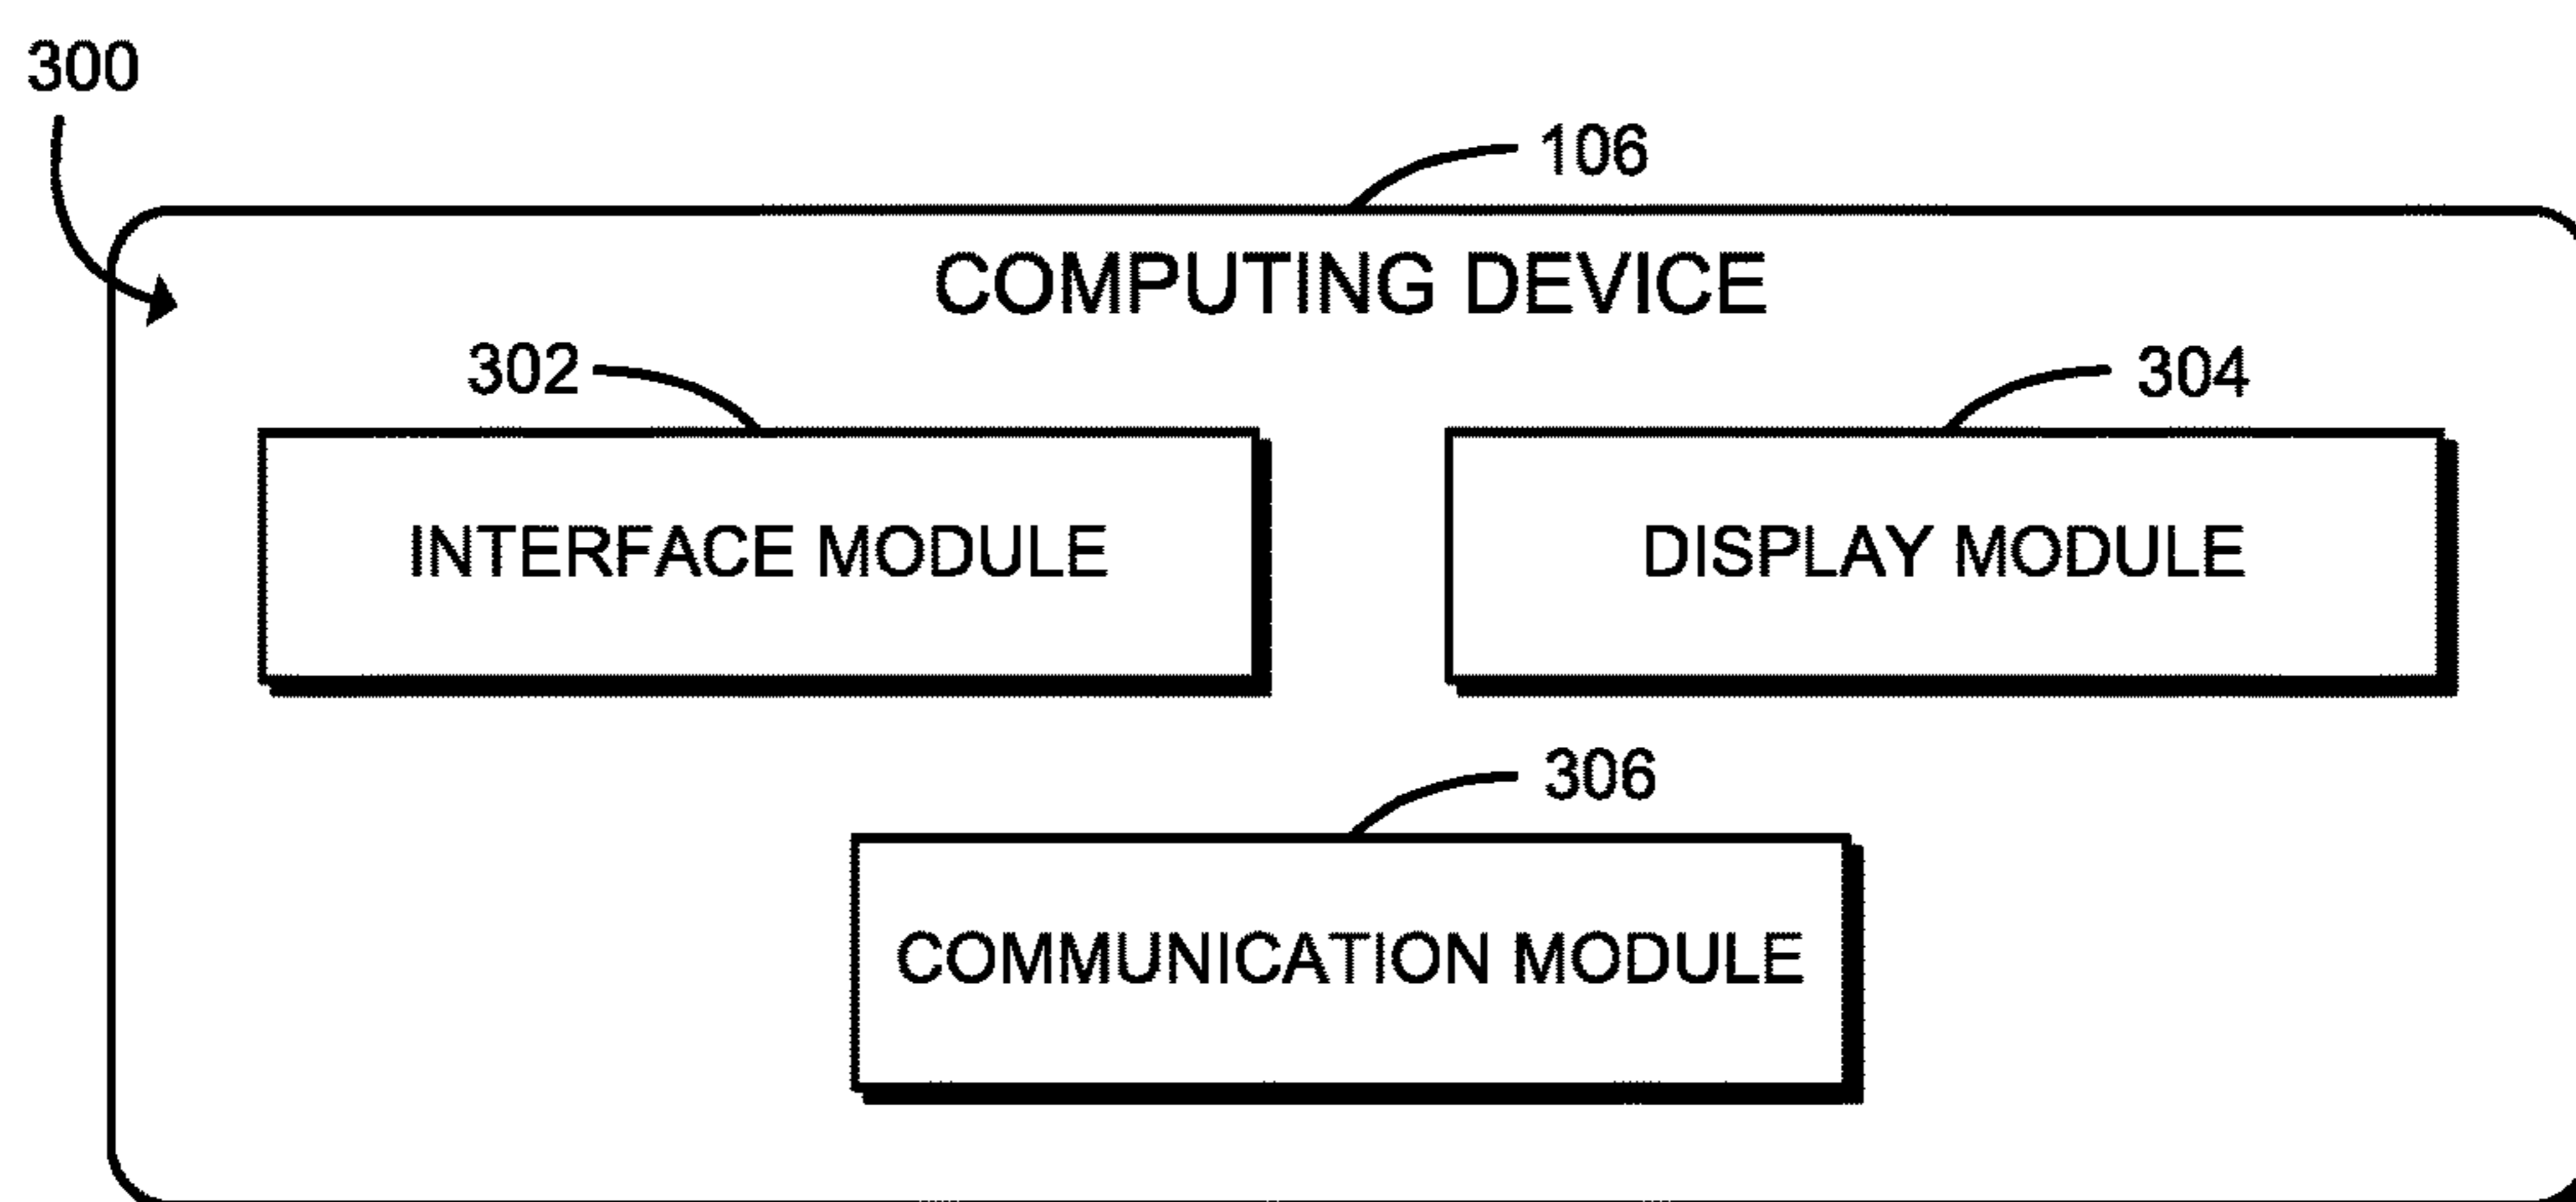 300
106
COMPUTING DEVICE
302
304
INTERFACE MODULE
DISPLAY MODULE
306
COMMUNICATION MODULE